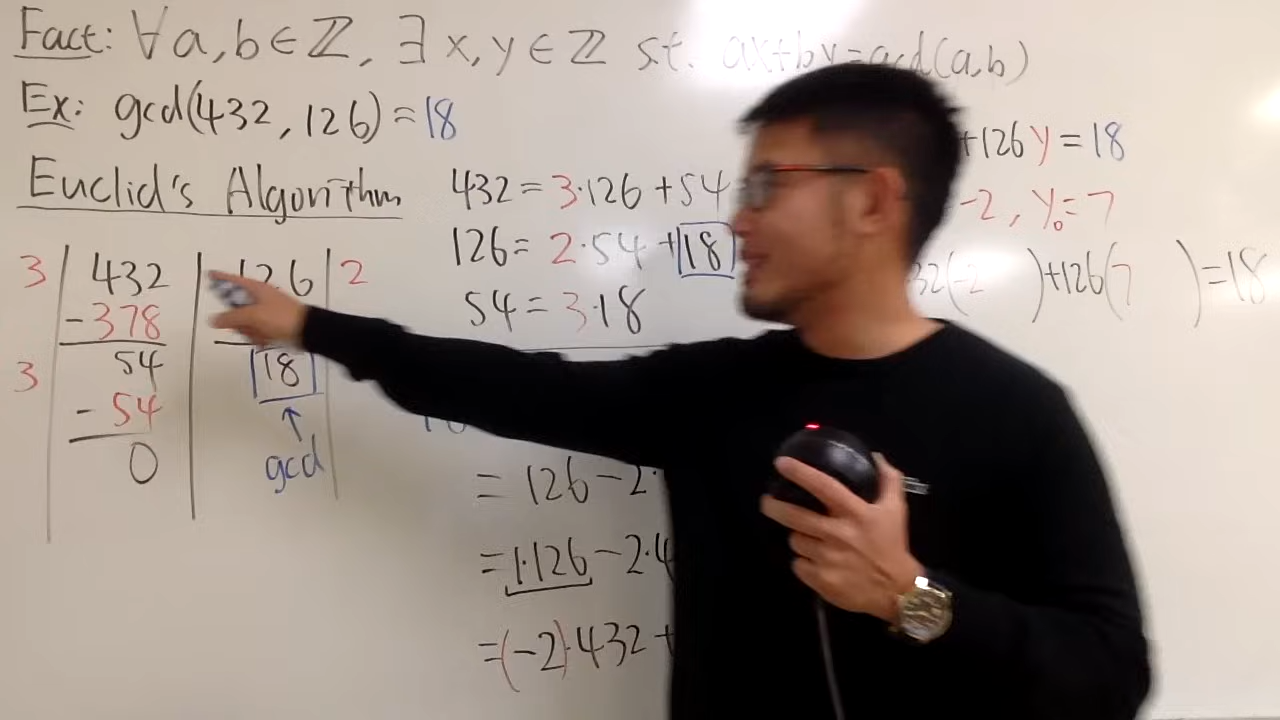 Fact: ∀ a, b ∈ ℤ, ∃ x, y ∈ ℤ s.t. ax+by=gcd(a,b)
Ex: gcd(432, 126) = 18
Euclid's Algorithm
3 | 432 | 126 | 2
-378
54 | 18
3
- 54
0
↑
gcd
432 = 3·126 + 54
126 = 2·54 + 18
54 = 3·18
= 126 - 2·
= 1·126 - 2·4
= (-2)·432 +
+126y = 18
-2, y₀ = 7
32(-2 ) + 126(7 ) = 18